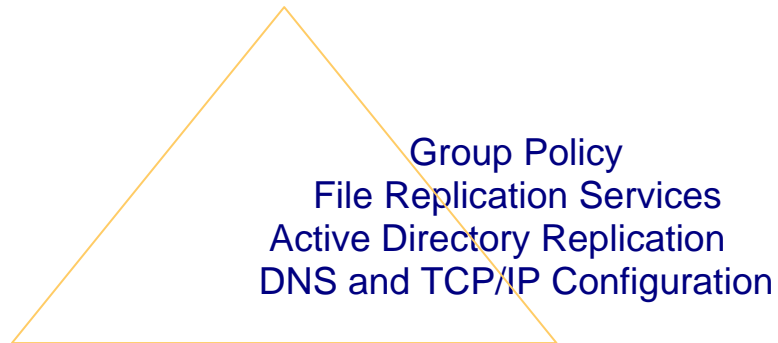 Group Policy
File Replication Services
Active Directory Replication
DNS and TCP/IP Configuration